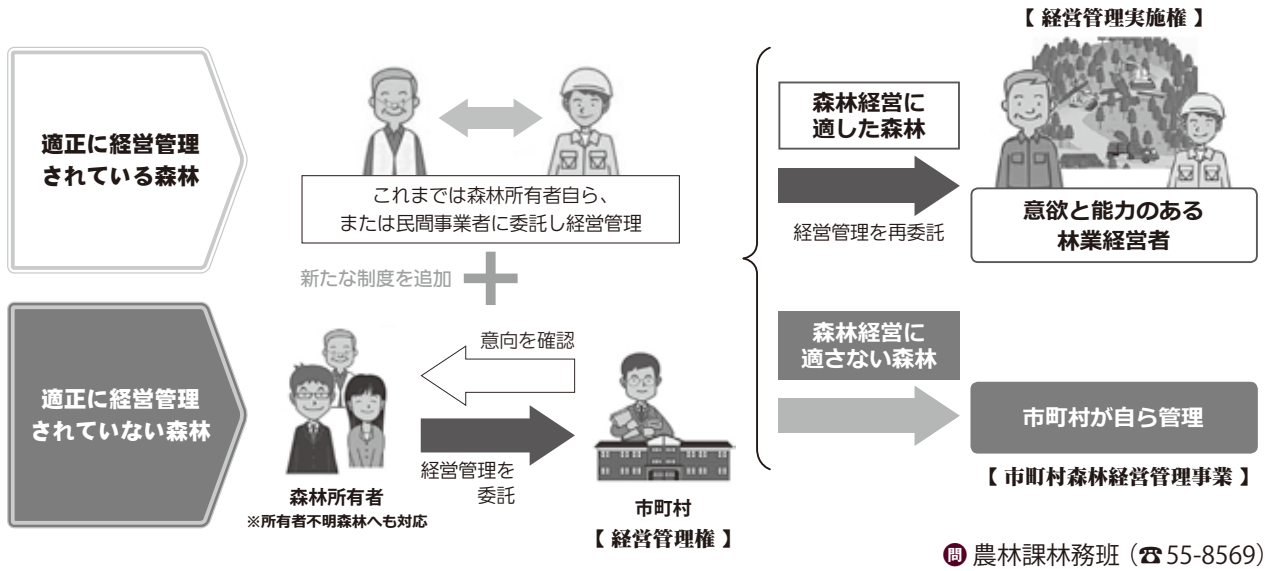 適正に経営管理
されている森林
これまでは森林所有者自ら、
または民間事業者に委託し経営管理
新たな制度を追加
適正に経営管理
されていない森林
意向を確認
経営管理を
委託
森林所有者
※所有者不明森林へも対応
市町村
【 経営管理権 】
【 経営管理実施権 】
森林経営に
適した森林
経営管理を再委託
意欲と能力のある
林業経営者
森林経営に
適さない森林
市町村が自ら管理
【 市町村森林経営管理事業 】
問 農林課林務班（☎55-8569）